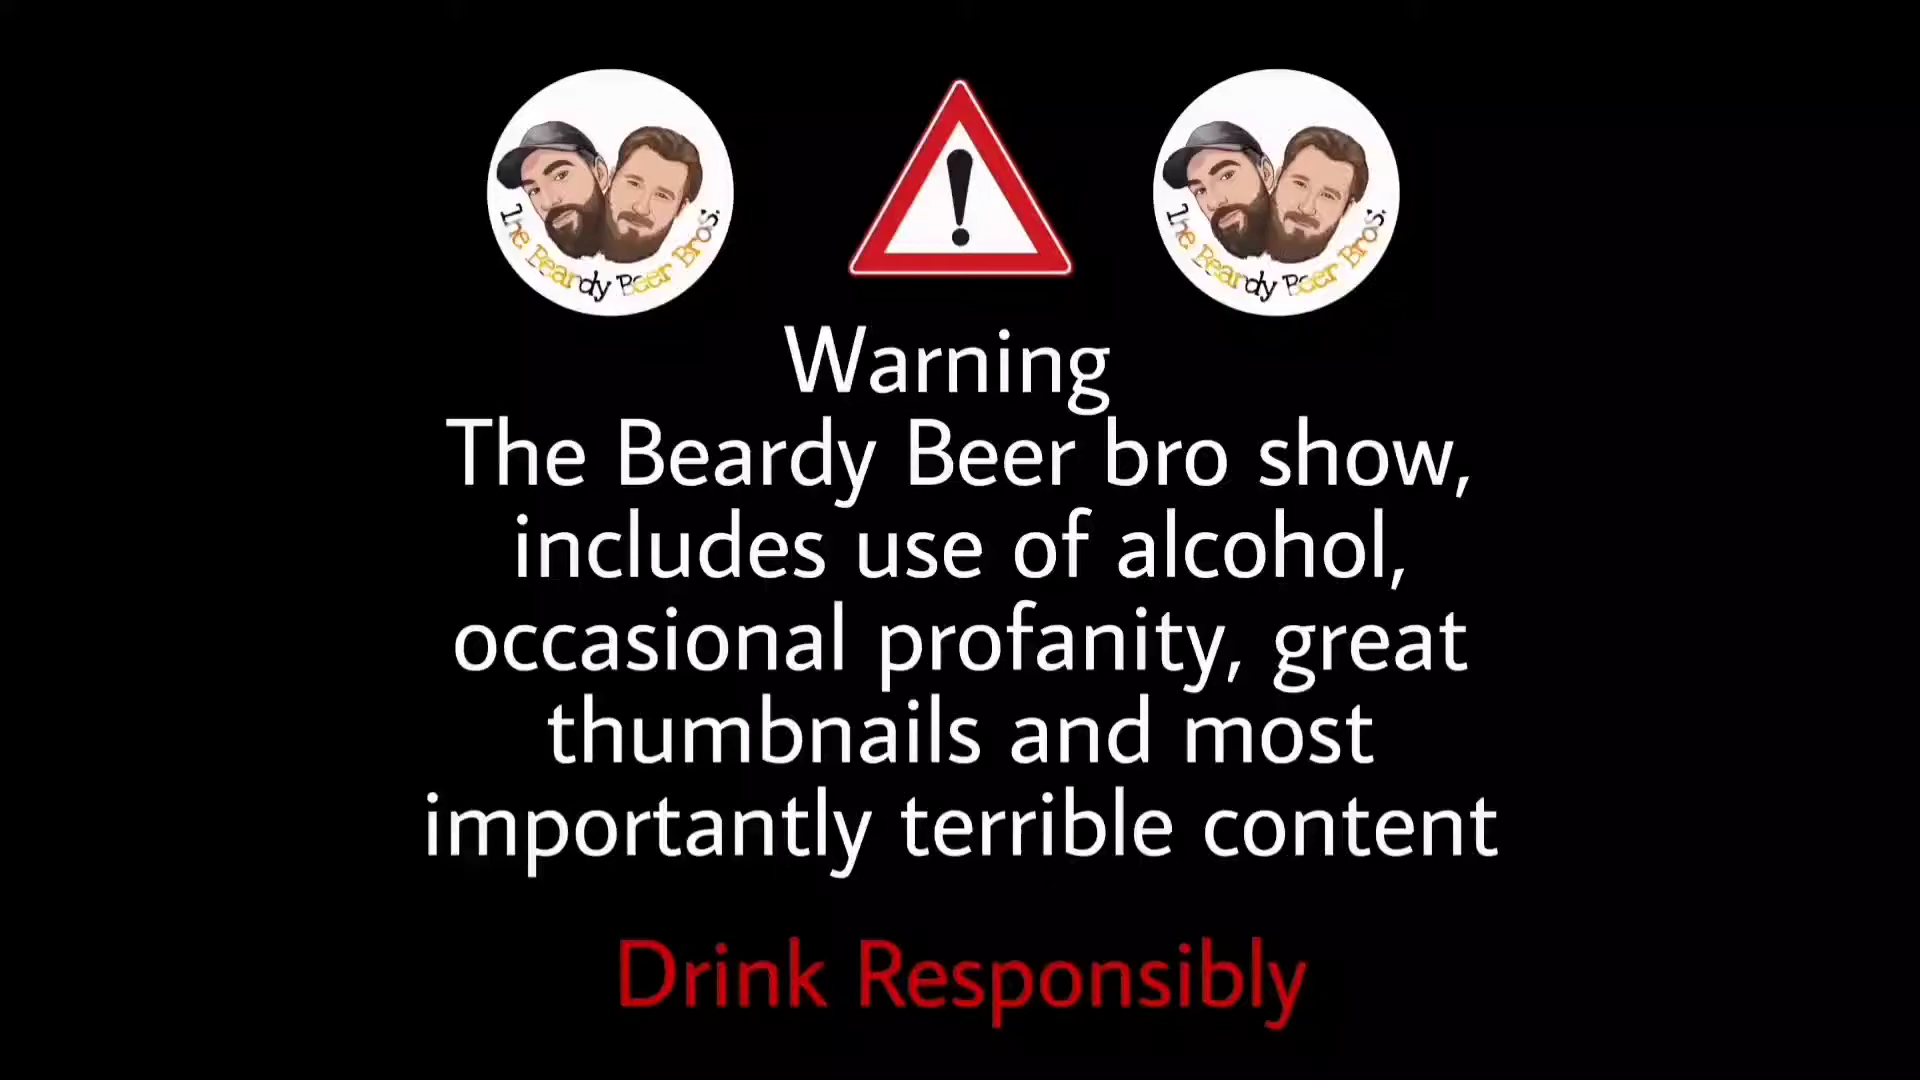 The Beardy Beer Bros.
The Beardy Beer Bros.
Warning
The Beardy Beer bro show,
includes use of alcohol,
occasional profanity, great
thumbnails and most
importantly terrible content
Drink Responsibly